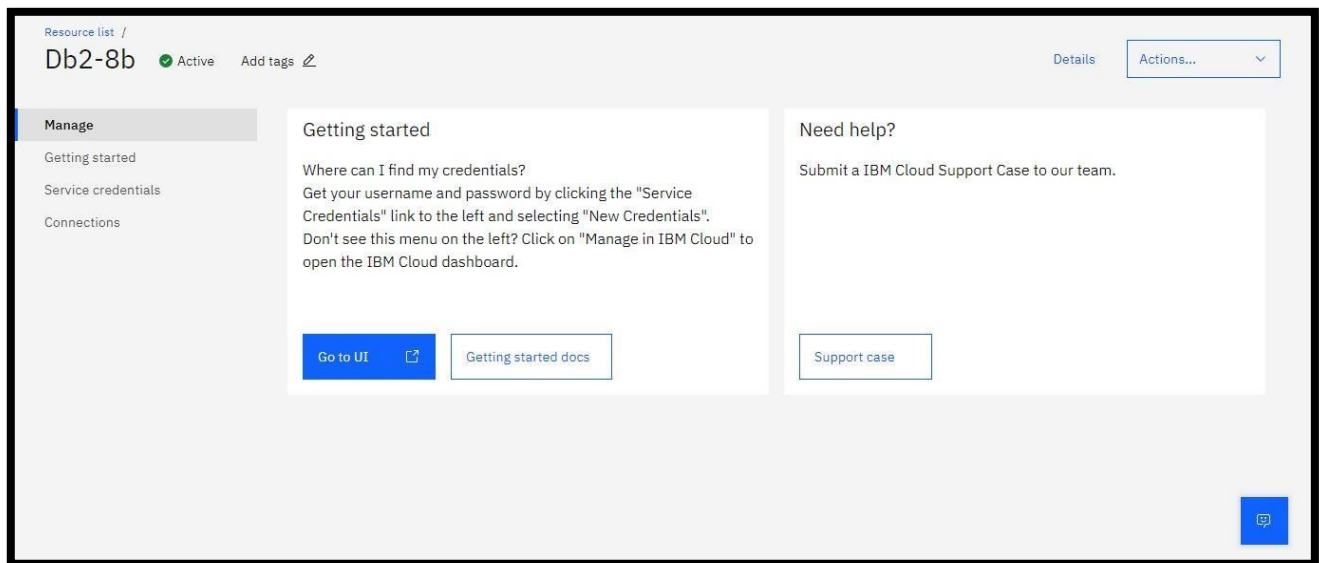 Resource list /
Db2-8b Active Add tags
Details Actions...
Manage
Getting started
Service credentials
Connections
Getting started
Where can I find my credentials?
Get your username and password by clicking the "Service
Credentials" link to the left and selecting "New Credentials".
Don't see this menu on the left? Click on "Manage in IBM Cloud" to
open the IBM Cloud dashboard.
Go to UI Getting started docs
Need help?
Submit a IBM Cloud Support Case to our team.
Support case